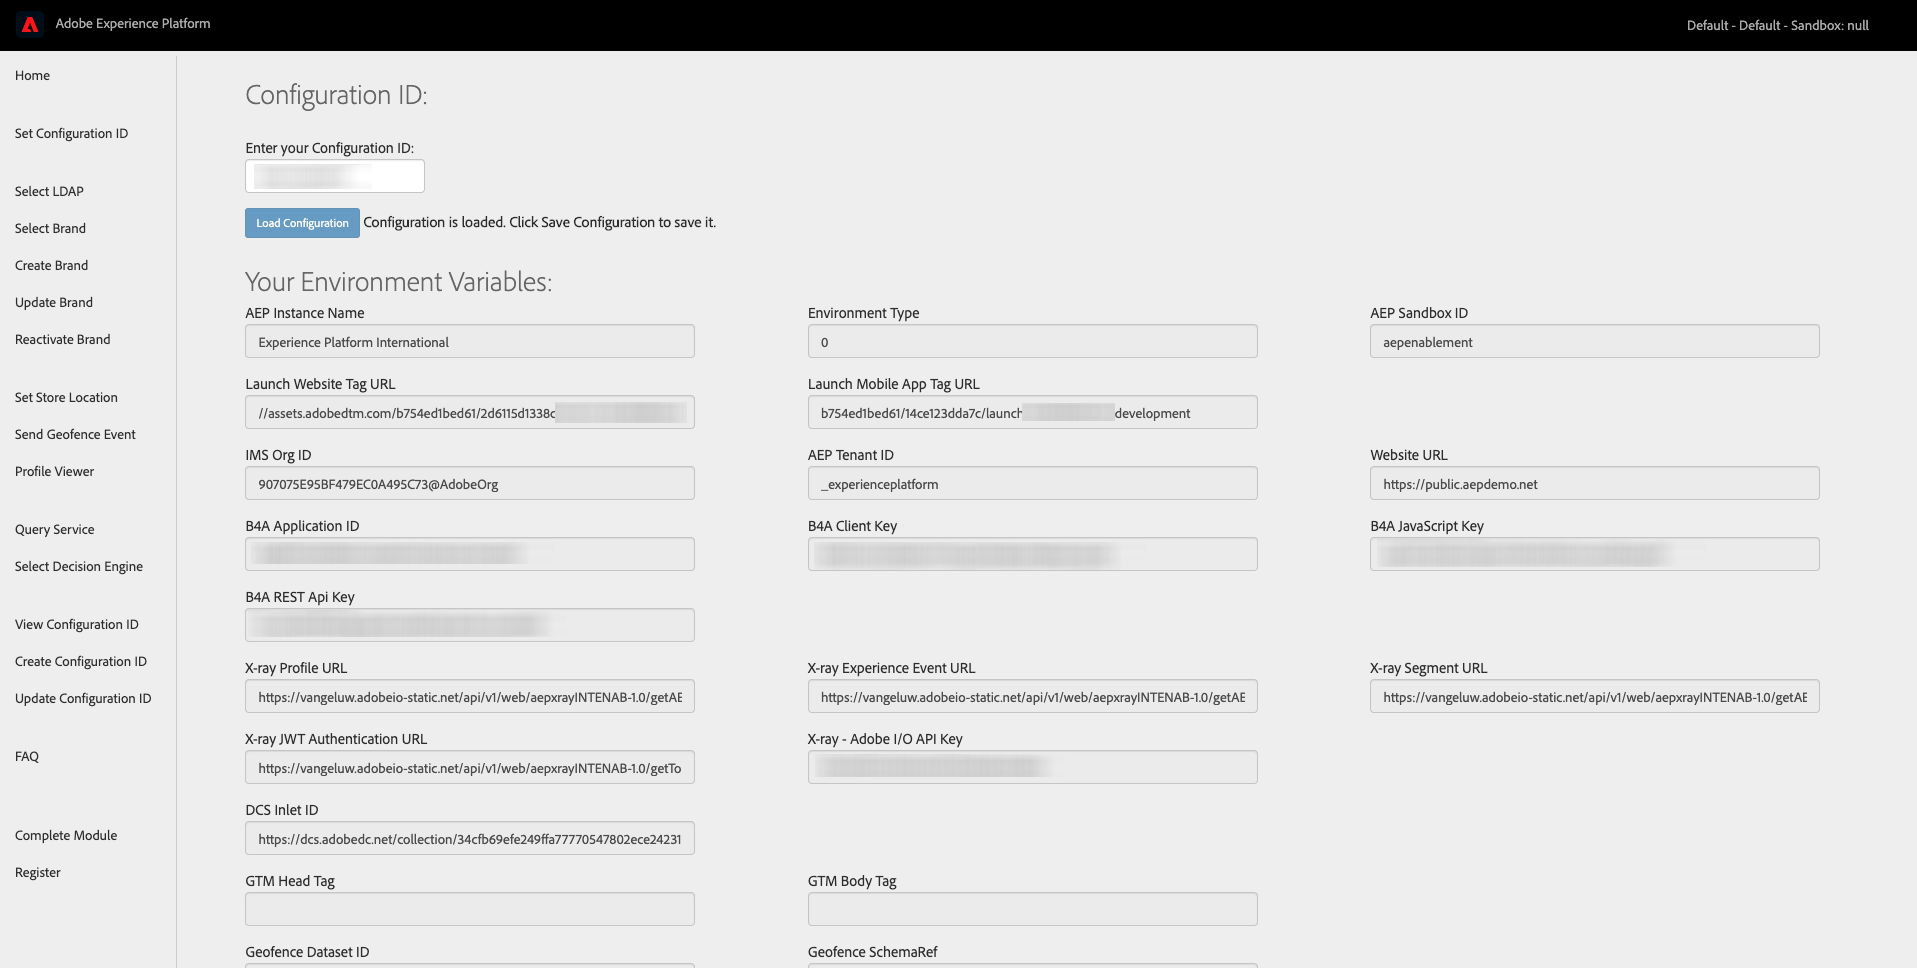 Adobe Experience Platform
Default - Default - Sandbox: null
Home
Set Configuration ID
Select LDAP
Select Brand
Create Brand
Update Brand
Reactivate Brand
Set Store Location
Send Geofence Event
Profile Viewer
Query Service
Select Decision Engine
View Configuration ID
Create Configuration ID
Update Configuration ID
FAQ
Complete Module
Register
Configuration ID:
Enter your Configuration ID:
Load Configuration Configuration is loaded. Click Save Configuration to save it.
Your Environment Variables:
AEP Instance Name
Experience Platform International
Environment Type
0
AEP Sandbox ID
aepenablement
Launch Website Tag URL
//assets.adobedtm.com/b754ed1bed61/2d6115d1338c
Launch Mobile App Tag URL
b754ed1bed61/14ce123dda7c/launch development
IMS Org ID
907075E95BF479EC0A495C73@AdobeOrg
AEP Tenant ID
_experienceplatform
Website URL
https://public.aepdemo.net
B4A Application ID
B4A Client Key
B4A JavaScript Key
B4A REST Api Key
X-ray Profile URL
https://vangeluw.adobeio-static.net/api/v1/web/aepxrayINTENAB-1.0/getAE
X-ray Experience Event URL
https://vangeluw.adobeio-static.net/api/v1/web/aepxrayINTENAB-1.0/getAE
X-ray Segment URL
https://vangeluw.adobeio-static.net/api/v1/web/aepxrayINTENAB-1.0/getAE
X-ray JWT Authentication URL
https://vangeluw.adobeio-static.net/api/v1/web/aepxrayINTENAB-1.0/getTo
X-ray - Adobe I/O API Key
DCS Inlet ID
https://dcs.adobedc.net/collection/34cfb69efe249ffa77770547802ece24231
GTM Head Tag
GTM Body Tag
Geofence Dataset ID
Geofence SchemaRef